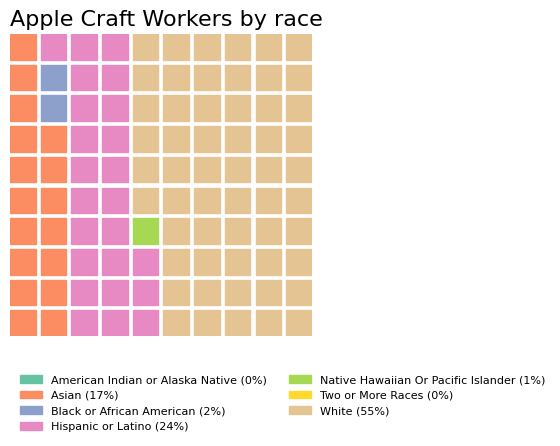 Apple Craft Workers by race
American Indian or Alaska Native (0%)
Asian (17%)
Black or African American (2%)
Hispanic or Latino (24%)
Native Hawaiian Or Pacific Islander (1%)
Two or More Races (0%)
White (55%)